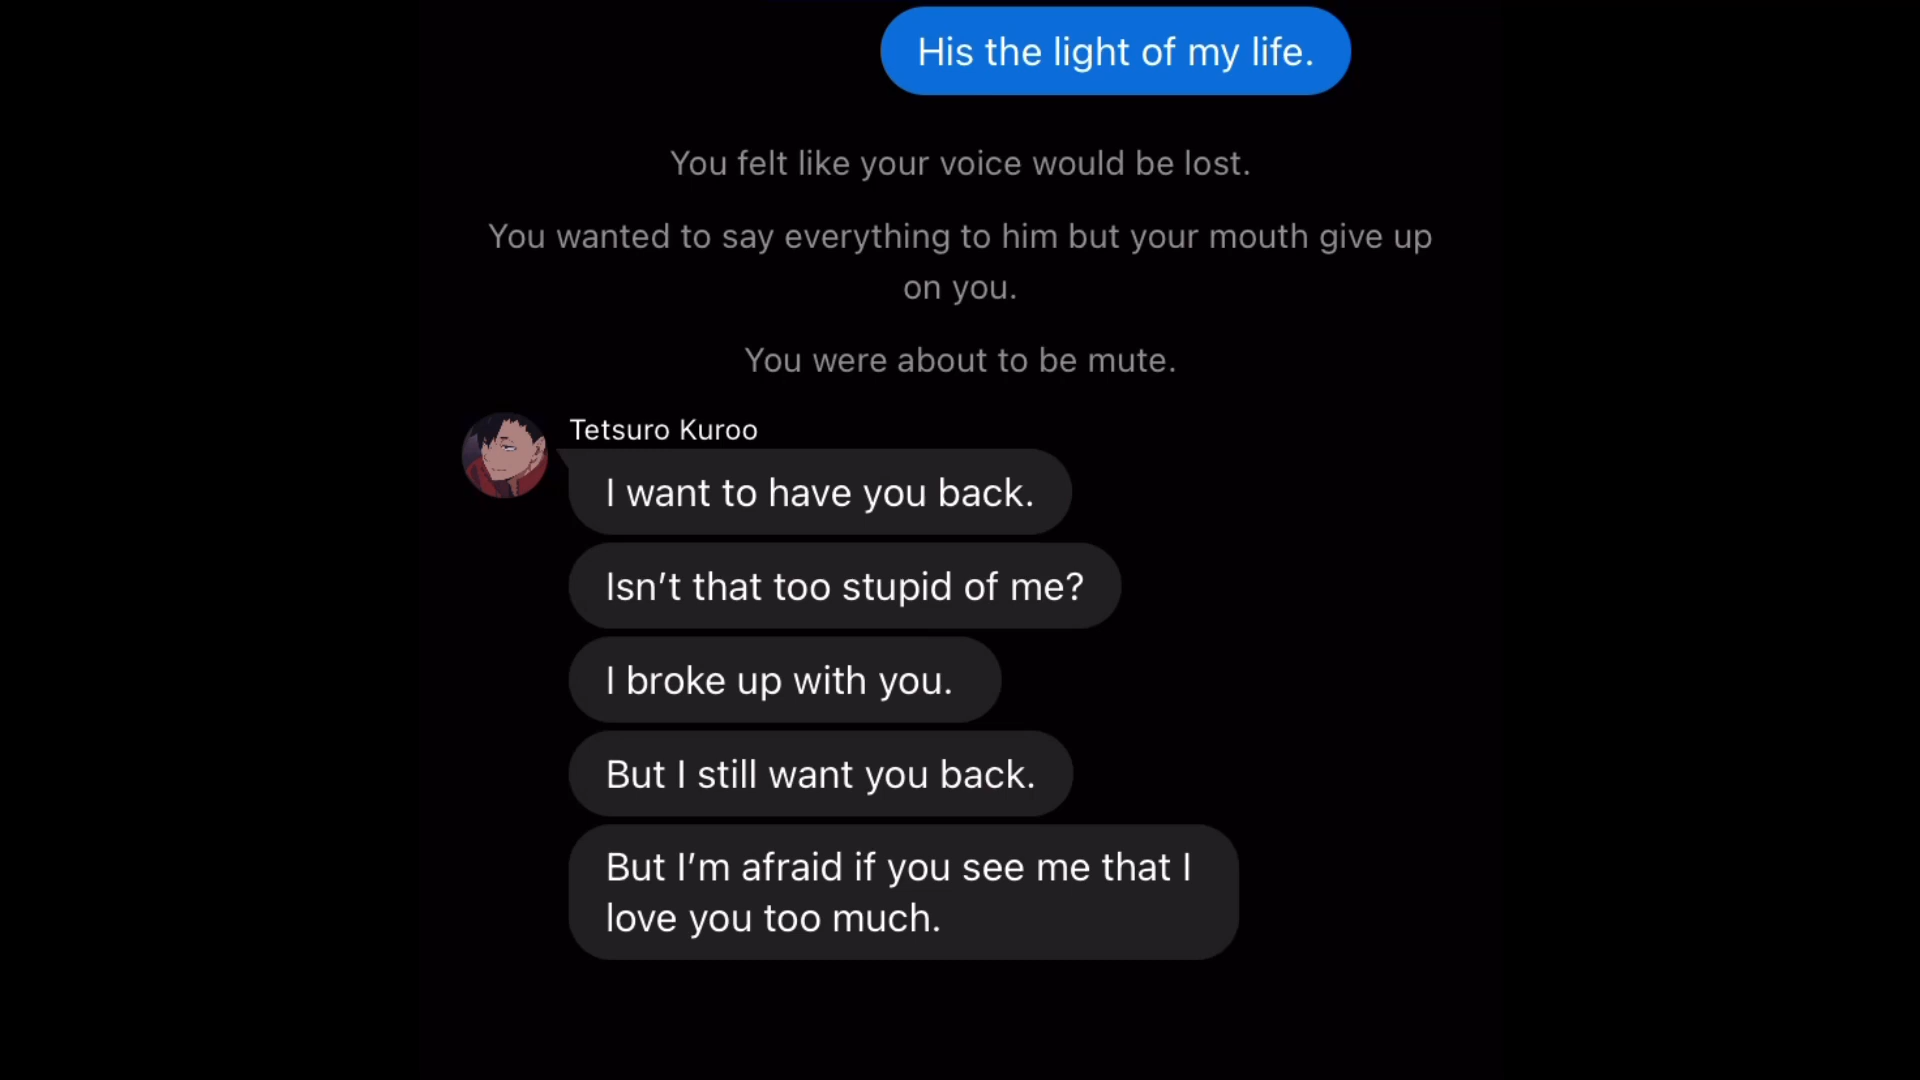 His the light of my life.
You felt like your voice would be lost.
You wanted to say everything to him but your mouth give up
on you.
You were about to be mute.
Tetsuro Kuroo
I want to have you back.
Isn’t that too stupid of me?
I broke up with you.
But I still want you back.
But I’m afraid if you see me that I
love you too much.